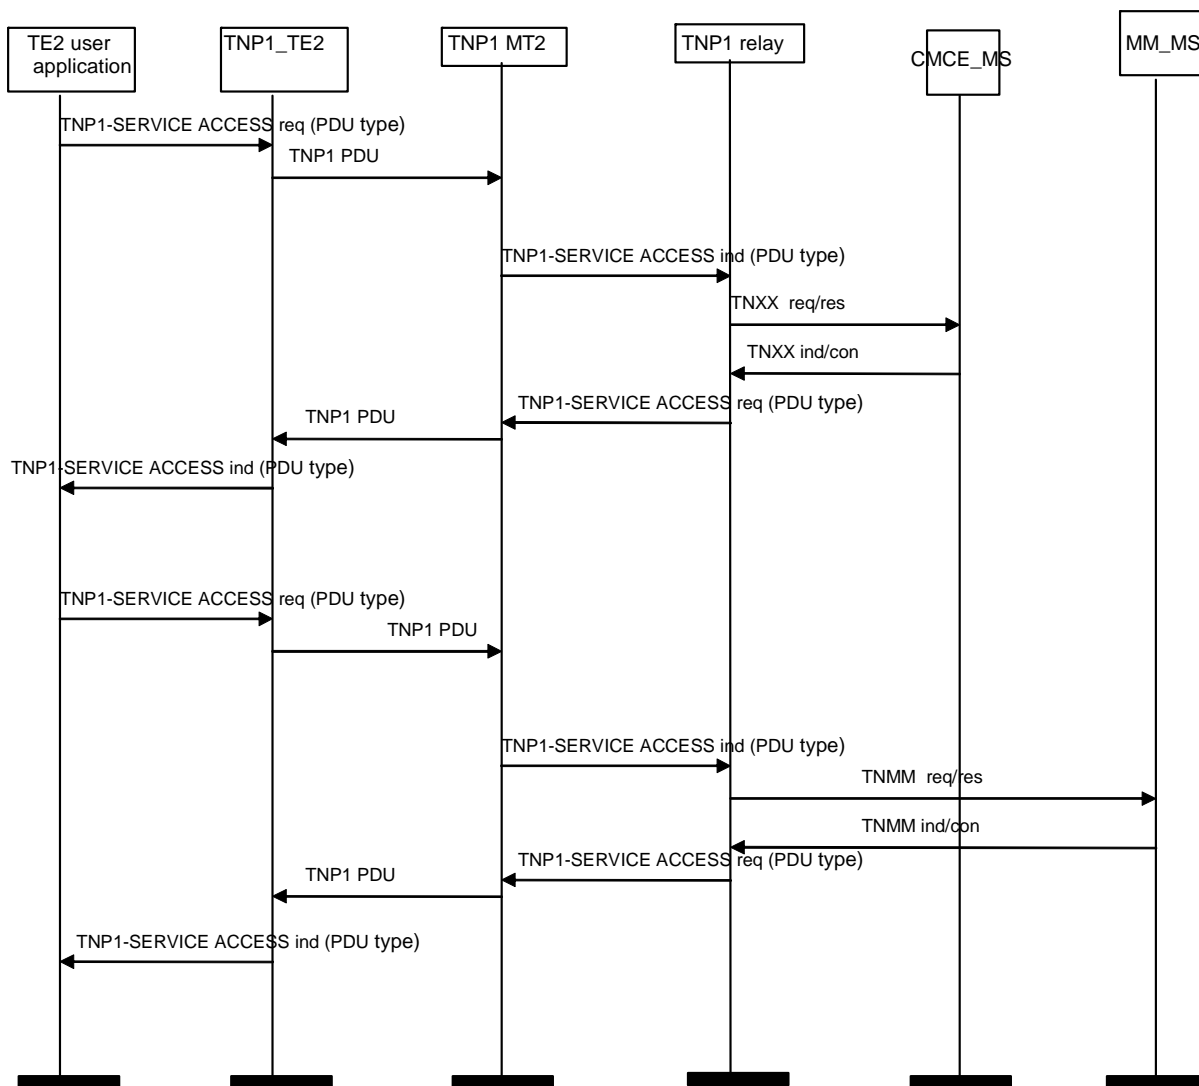 TE2 user
application
TNP1_TE2
TNP1 MT2
TNP1 relay
CMCE_MS
MM_MS
TNP1-SERVICE ACCESS req (PDU type)
TNP1 PDU
TNP1-SERVICE ACCESS ind (PDU type)
TNXX req/res
TNXX ind/con
TNP1-SERVICE ACCESS req (PDU type)
TNP1 PDU
TNP1-SERVICE ACCESS ind (PDU type)
TNP1-SERVICE ACCESS req (PDU type)
TNP1 PDU
TNP1-SERVICE ACCESS ind (PDU type)
TNMM req/res
TNMM ind/con
TNP1-SERVICE ACCESS req (PDU type)
TNP1 PDU
TNP1-SERVICE ACCESS ind (PDU type)